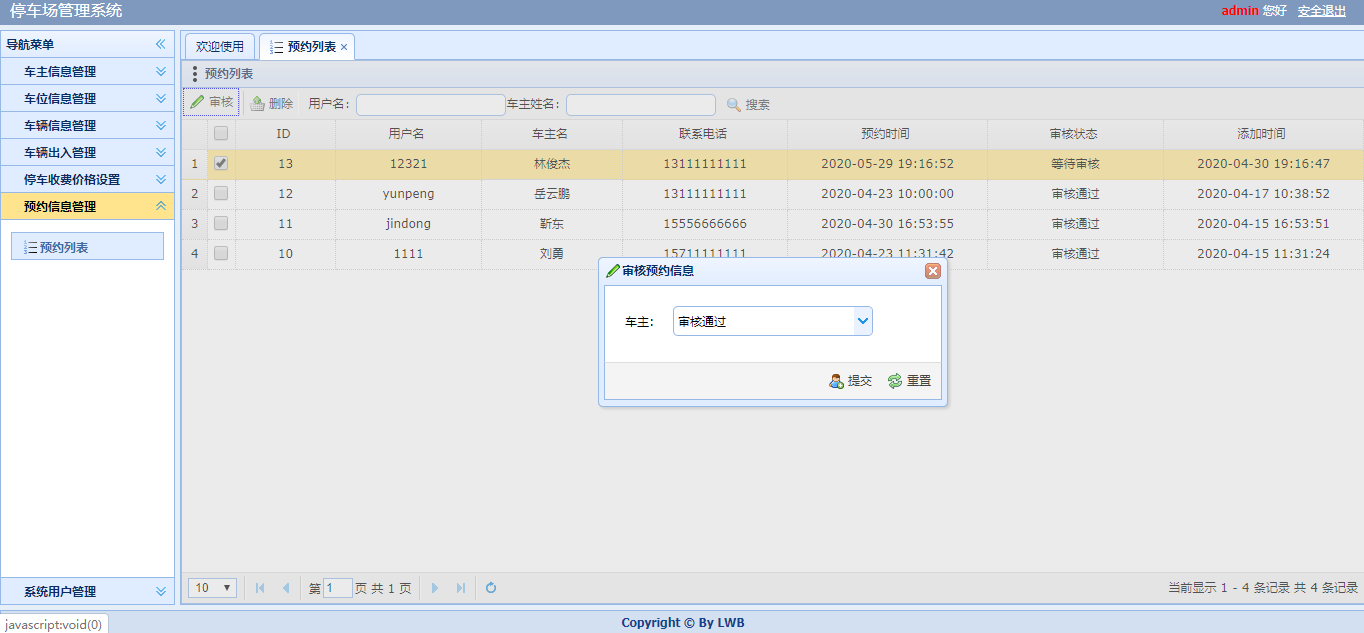 停车场管理系统
admin 您好 安全退出
导航菜单
车主信息管理
车位信息管理
车辆信息管理
车辆出入管理
停车收费价格设置
预约信息管理
预约列表
系统用户管理
欢迎使用 预约列表
预约列表
审核 删除 用户名: 车主姓名: 搜索
ID 用户名 车主名 联系电话 预约时间 审核状态 添加时间
1 13 12321 林俊杰 13111111111 2020-05-29 19:16:52 等待审核 2020-04-30 19:16:47
2 12 yunpeng 岳云鹏 13111111111 2020-04-23 10:00:00 审核通过 2020-04-17 10:38:52
3 11 jindong 靳东 15556666666 2020-04-30 16:53:55 审核通过 2020-04-15 16:53:51
4 10 1111 刘勇 15711111111 2020-04-23 11:31:42 审核通过 2020-04-15 11:31:24
审核预约信息
车主: 审核通过
提交 重置
10 第 1 页 共 1 页 当前显示 1 - 4 条记录 共 4 条记录
javascript:void(0)
Copyright © By LWB